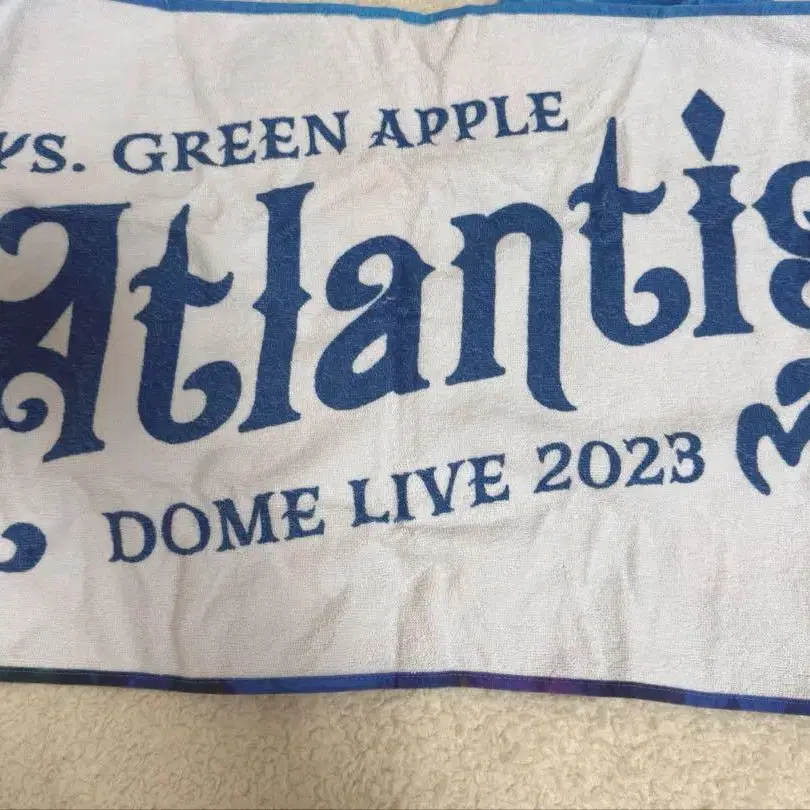 s. GREEN APPLE
Atlantis
DOME LIVE 2023